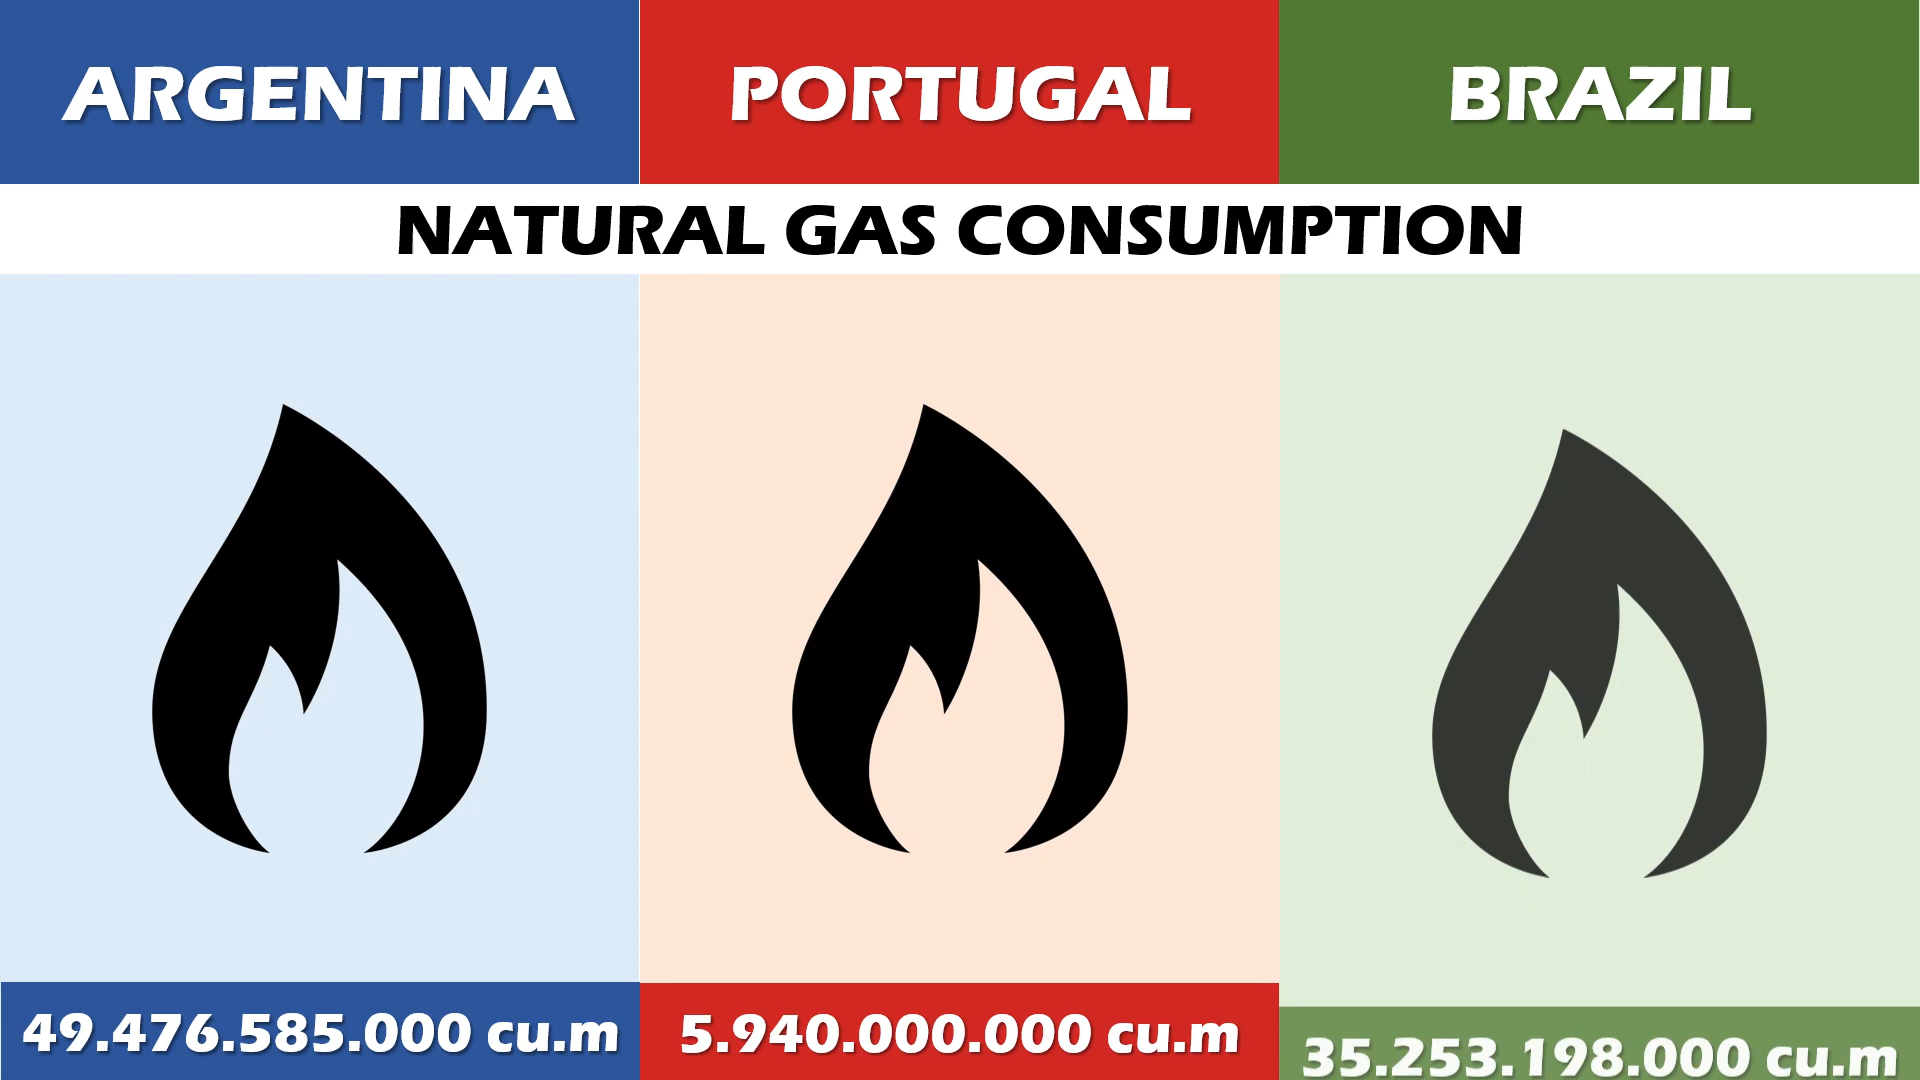 ARGENTINA
PORTUGAL
BRAZIL
NATURAL GAS CONSUMPTION
49.476.585.000 cu.m
5.940.000.000 cu.m
35.253.198.000 cu.m